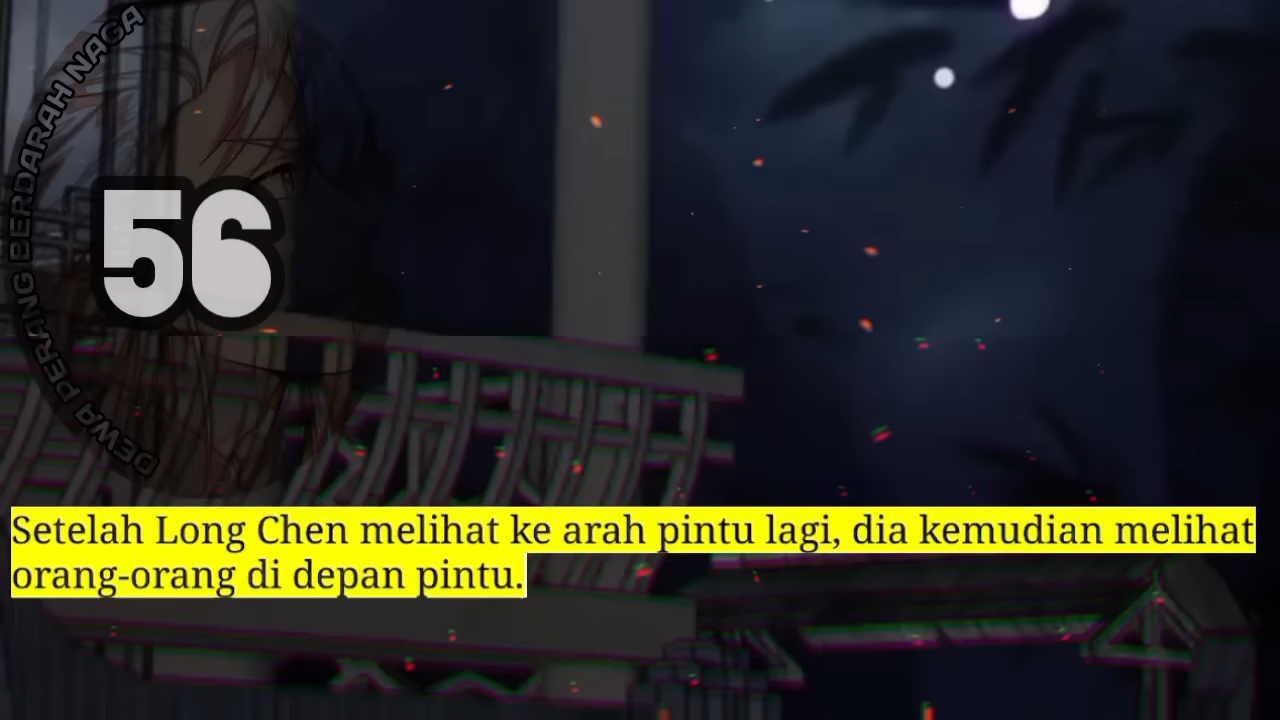 DEWA PERANG BERDARAH NAGA
56
Setelah Long Chen melihat ke arah pintu lagi, dia kemudian melihat
orang-orang di depan pintu.